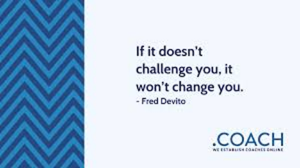 If it doesn't
challenge you, it
won't change you.
- Fred Devito
.COACH
WE ESTABLISH COACHES ONLINE